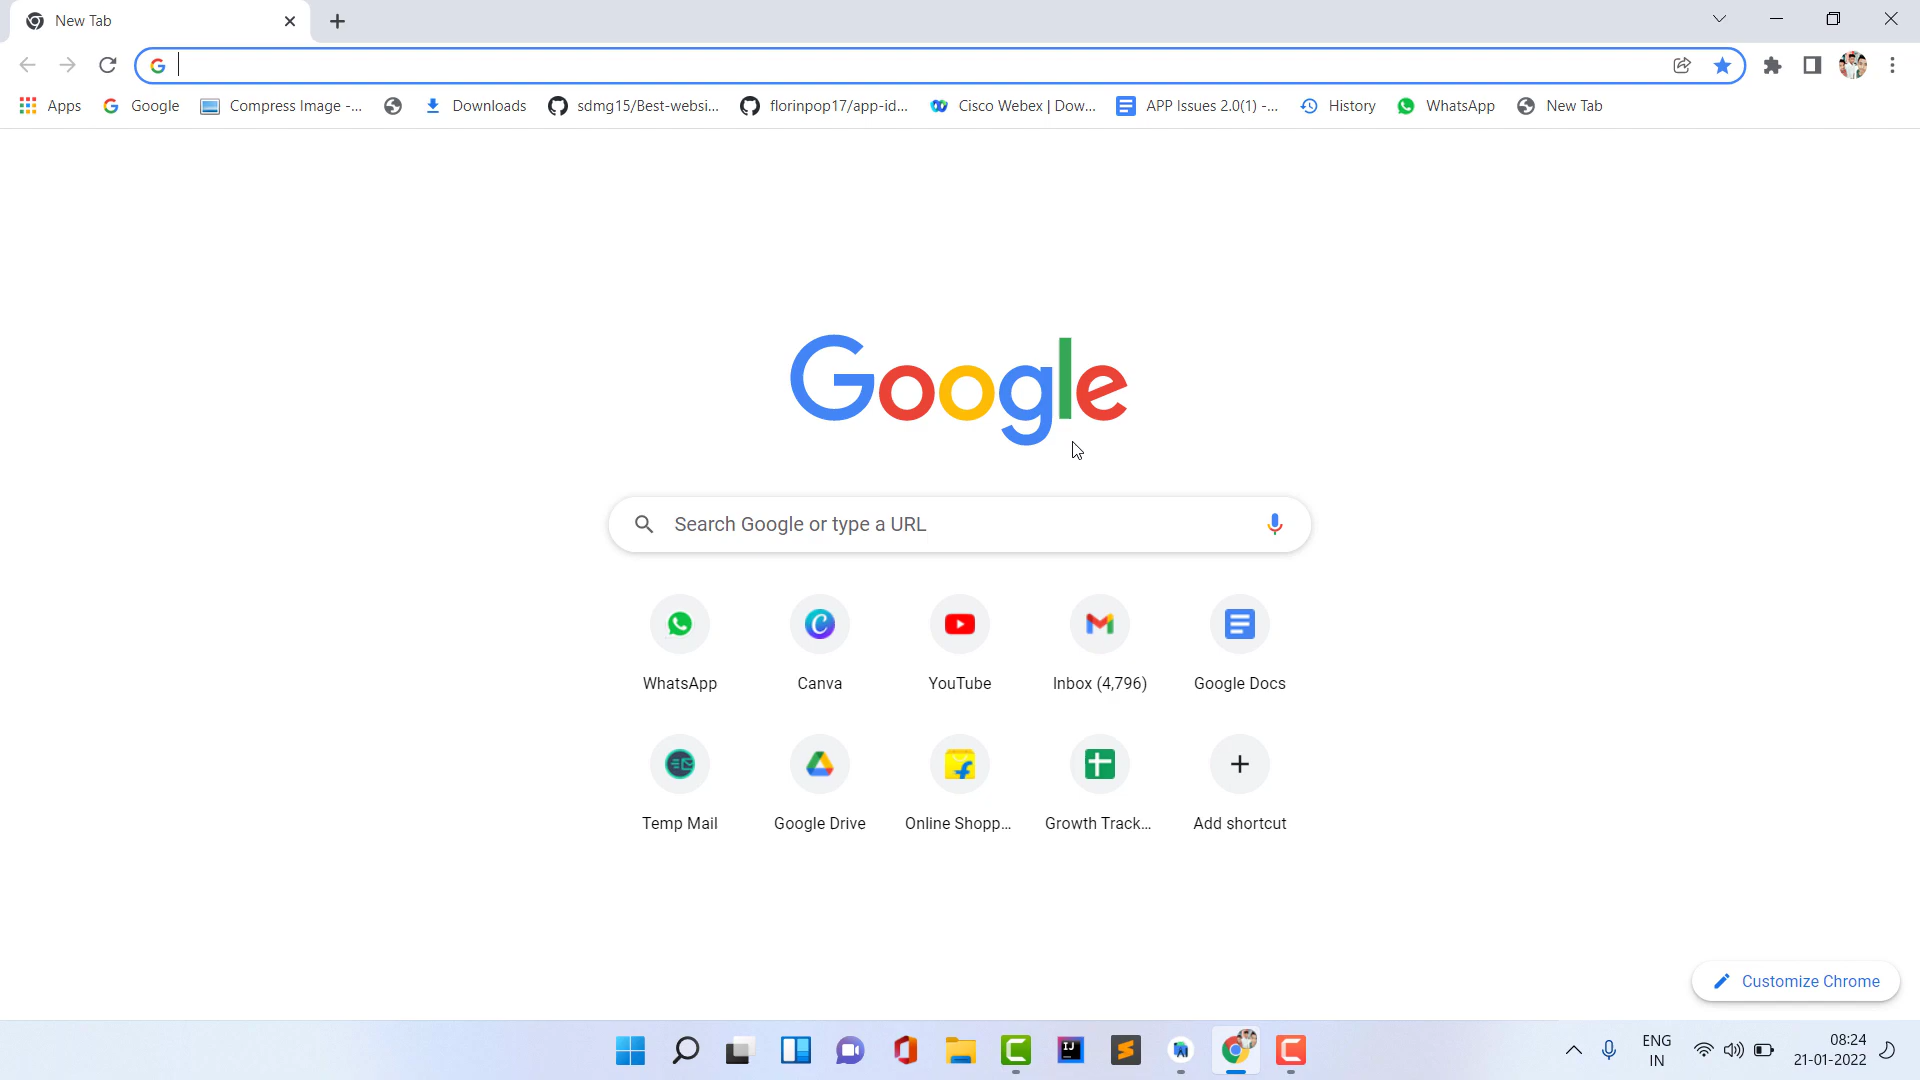 New Tab
Apps
Google
Compress Image -...
Downloads
sdmg15/Best-websi...
florinpop17/app-id...
Cisco Webex | Dow...
APP Issues 2.0(1) -...
History
WhatsApp
New Tab
Google
Search Google or type a URL
WhatsApp
Canva
YouTube
Inbox (4,796)
Google Docs
Temp Mail
Google Drive
Online Shopp...
Growth Track...
Add shortcut
Customize Chrome
IJ
ENG
IN
08:24
21-01-2022